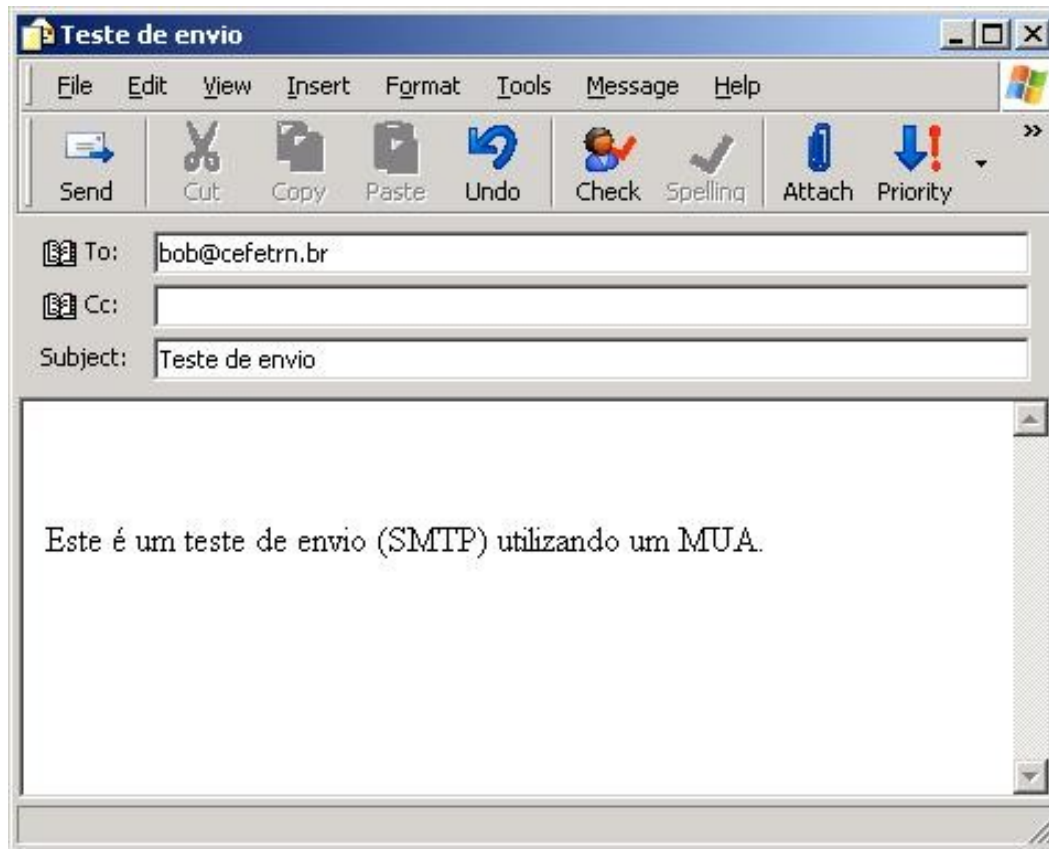 Teste de envio
File Edit View Insert Format Tools Message Help
Send Cut Copy Paste Undo Check Spelling Attach Priority »
To: bob@cefetrn.br
Cc:
Subject: Teste de envio
Este é um teste de envio (SMTP) utilizando um MUA.